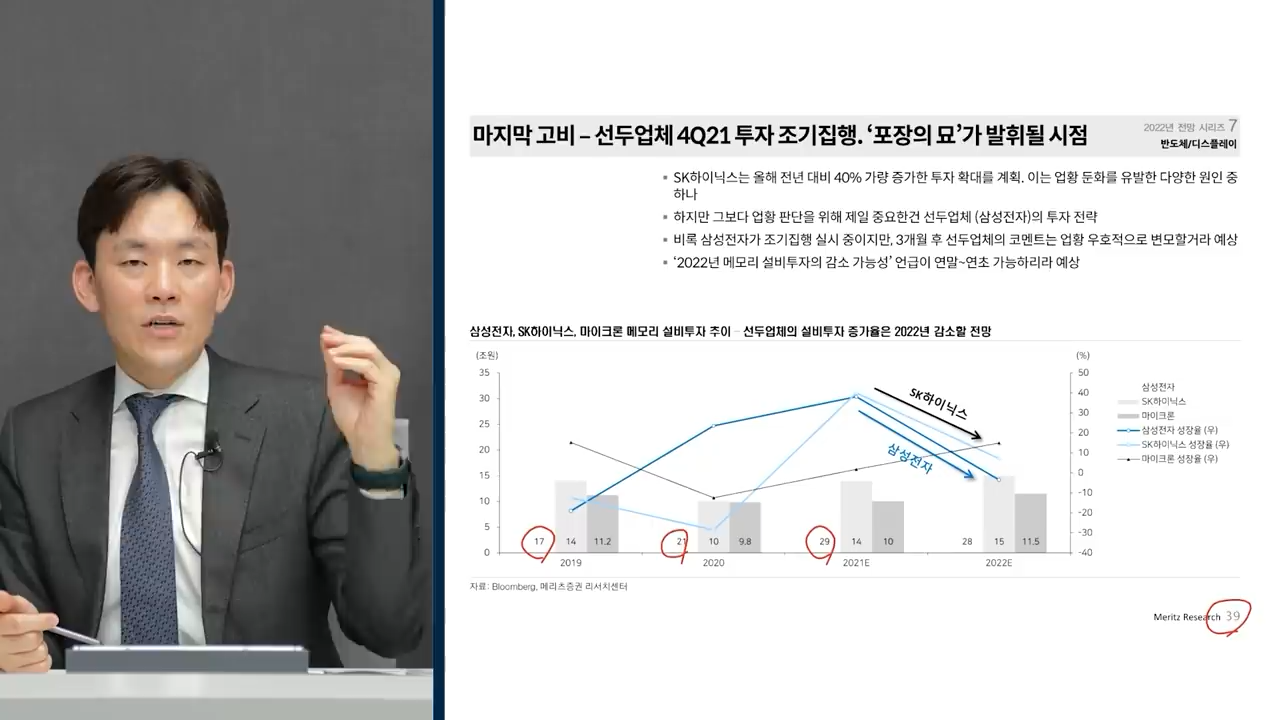 마지막 고비 – 선두업체 4Q21 투자 조기집행. ‘포장의 묘’가 발휘될 시점
2022년 전망 시리즈 7
반도체/디스플레이
▪ SK하이닉스는 올해 전년 대비 40% 가량 증가한 투자 확대를 계획. 이는 업황 둔화를 유발한 다양한 원인 중
하나
▪ 하지만 그보다 업황 판단을 위해 제일 중요한건 선두업체 (삼성전자)의 투자 전략
▪ 비록 삼성전자가 조기집행 실시 중이지만, 3개월 후 선두업체의 코멘트는 업황 우호적으로 변모할거라 예상
▪ ‘2022년 메모리 설비투자의 감소 가능성’ 언급이 연말~연초 가능하리라 예상
삼성전자, SK하이닉스, 마이크론 메모리 설비투자 추이 – 선두업체의 설비투자 증가율은 2022년 감소할 전망
(조원)
(%)
35
30
25
20
15
10
5
0
50
40
30
20
10
0
-10
-20
-30
-40
SK하이닉스
삼성전자
17 14 11.2
21 10 9.8
29 14 10
28 15 11.5
2019 2020 2021E 2022E
삼성전자
SK하이닉스
마이크론
삼성전자 성장율 (우)
SK하이닉스 성장율 (우)
마이크론 성장율 (우)
자료: Bloomberg, 메리츠증권 리서치센터
Meritz Research 39